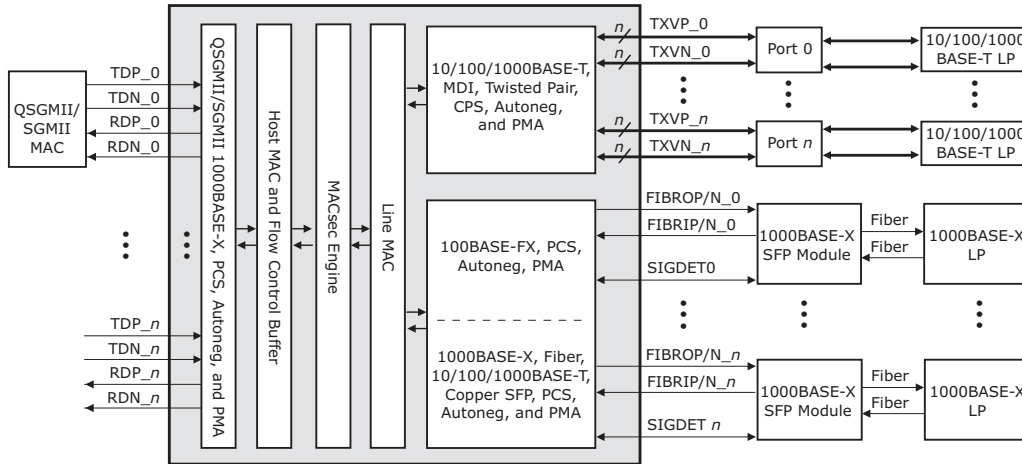 QSGMII/
SGMII
MAC
TDP_0
TDN_0
RDP_0
RDN_0
TDP_n
TDN_n
RDP_n
RDN_n
QSGMII/SGMII 1000BASE-X, PCS, Autoneg, and PMA
Host MAC and Flow Control
Buffer
MACsec Engine
Line MAC
10/100/1000BASE-T,
MDI, Twisted Pair,
CPS, Autoneg,
and PMA
100BASE-FX, PCS,
Autoneg, PMA
1000BASE-X, Fiber,
10/100/1000BASE-T,
Copper SFP, PCS,
Autoneg, and PMA
n
TXVP_0
n
TXVN_0
n
TXVP_n
n
TXVN_n
Port 0
Port n
10/100/1000
BASE-T LP
10/100/1000
BASE-T LP
FIBROP/N_0
FIBRIP/N_0
SIGDET0
1000BASE-X
SFP Module
Fiber
Fiber
1000BASE-X
LP
FIBROP/N_n
FIBRIP/N_n
SIGDET n
1000BASE-X
SFP Module
Fiber
Fiber
1000BASE-X
LP